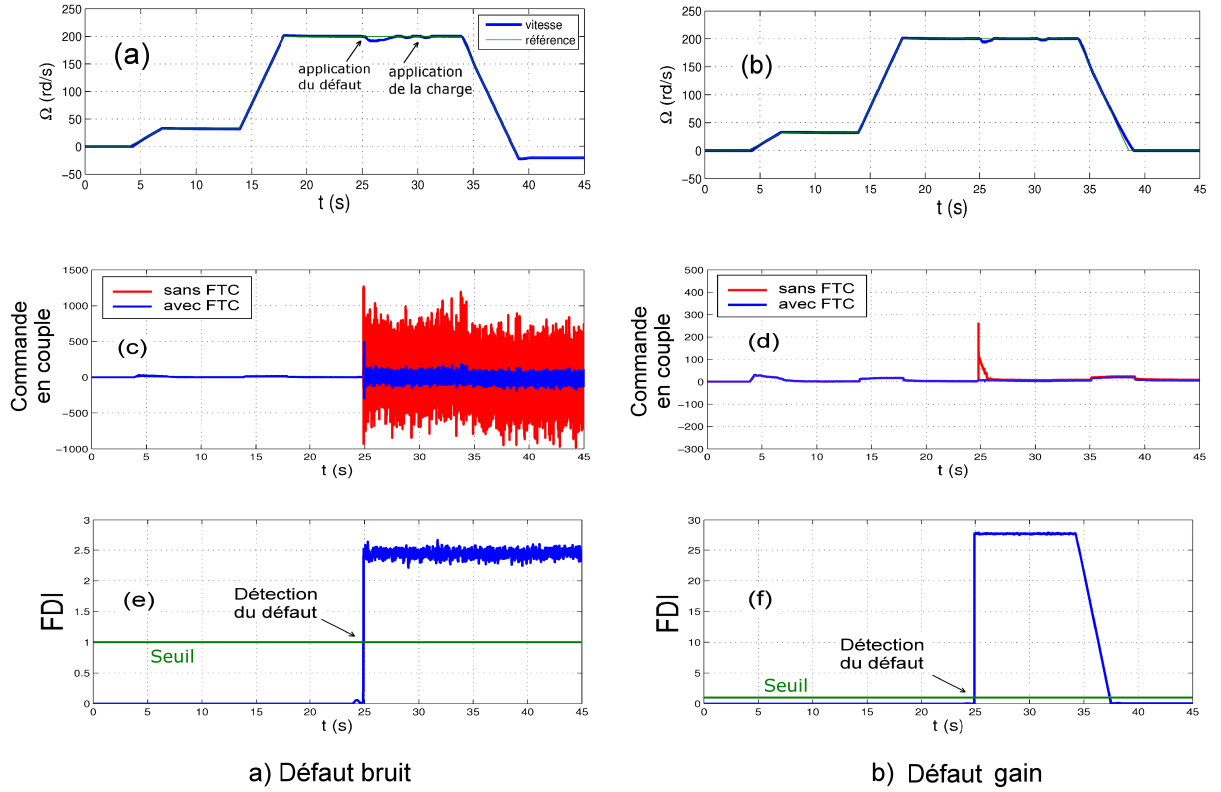 200
150
100
50
0
−50
Ω (rd/s)
(a)
vitesse
référence
application
du défaut
application
de la charge
0 5 10 15 20 25 30 35 40 45
t (s)
200
150
100
50
0
−50
Ω (rd/s)
(b)
0 5 10 15 20 25 30 35 40 45
t (s)
1500
1000
500
0
−500
−1000
Commande
en couple
sans FTC
avec FTC
(c)
0 5 10 15 20 25 30 35 40 45
t (s)
500
400
300
200
100
0
−100
−200
−300
Commande
en couple
sans FTC
avec FTC
(d)
0 5 10 15 20 25 30 35 40 45
t (s)
3
2.5
2
1.5
1
0.5
0
FDI
(e)
Détection
du défaut
Seuil
0 5 10 15 20 25 30 35 40 45
t (s)
30
25
20
15
10
5
0
FDI
(f)
Détection
du défaut
Seuil
0 5 10 15 20 25 30 35 40 45
t (s)
a) Défaut bruit
b) Défaut gain